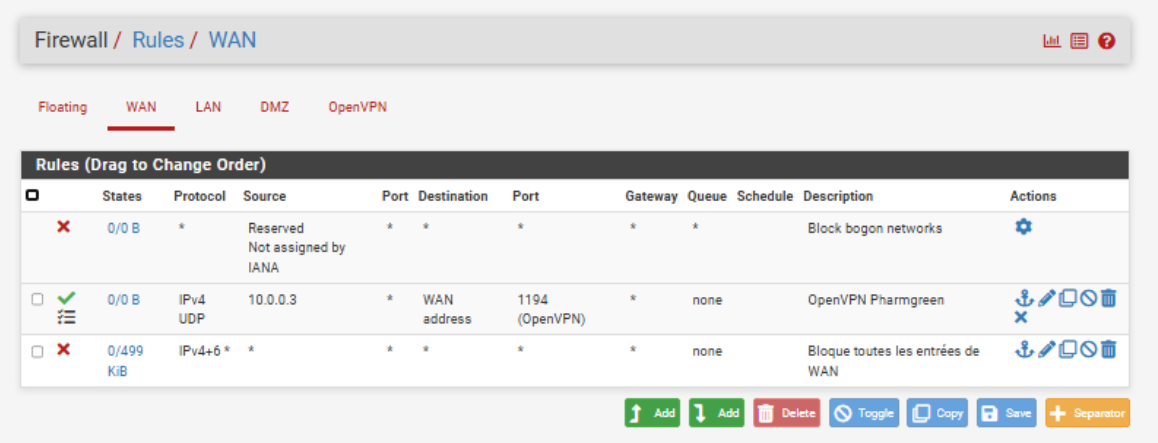 Firewall / Rules / WAN
Floating WAN LAN DMZ OpenVPN
Rules (Drag to Change Order)
States Protocol Source Port Destination Port Gateway Queue Schedule Description Actions
0/0 B * Reserved * * * * * Block bogon networks
Not assigned by
IANA
0/0 B IPv4 10.0.0.3 * WAN 1194 * none OpenVPN Pharmgreen
UDP address (OpenVPN)
0/499 IPv4+6 * * * * * * none Bloque toutes les entrées de
KiB WAN
Add Add Delete Toggle Copy Save Separator